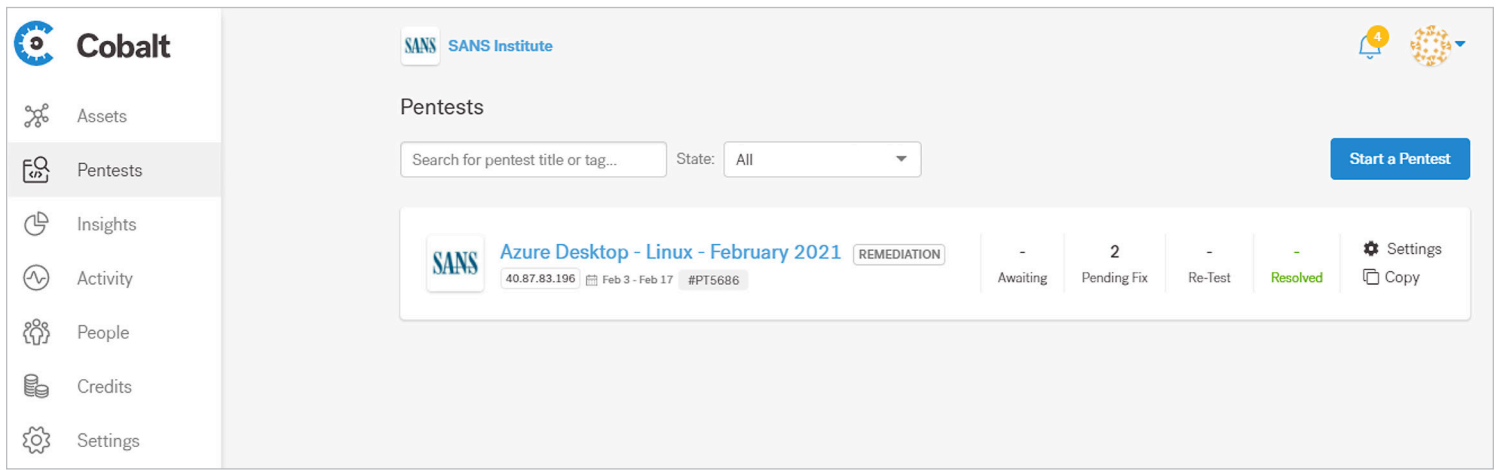 Cobalt
SANS SANS Institute
4
Assets
Pentests
Insights
Activity
People
Credits
Settings
Pentests
Search for pentest title or tag... State: All
Start a Pentest
SANS
Azure Desktop - Linux - February 2021 REMEDIATION
40.87.83.196 Feb 3 - Feb 17 #PT5686
- 2 - -
Awaiting Pending Fix Re-Test Resolved
Settings
Copy